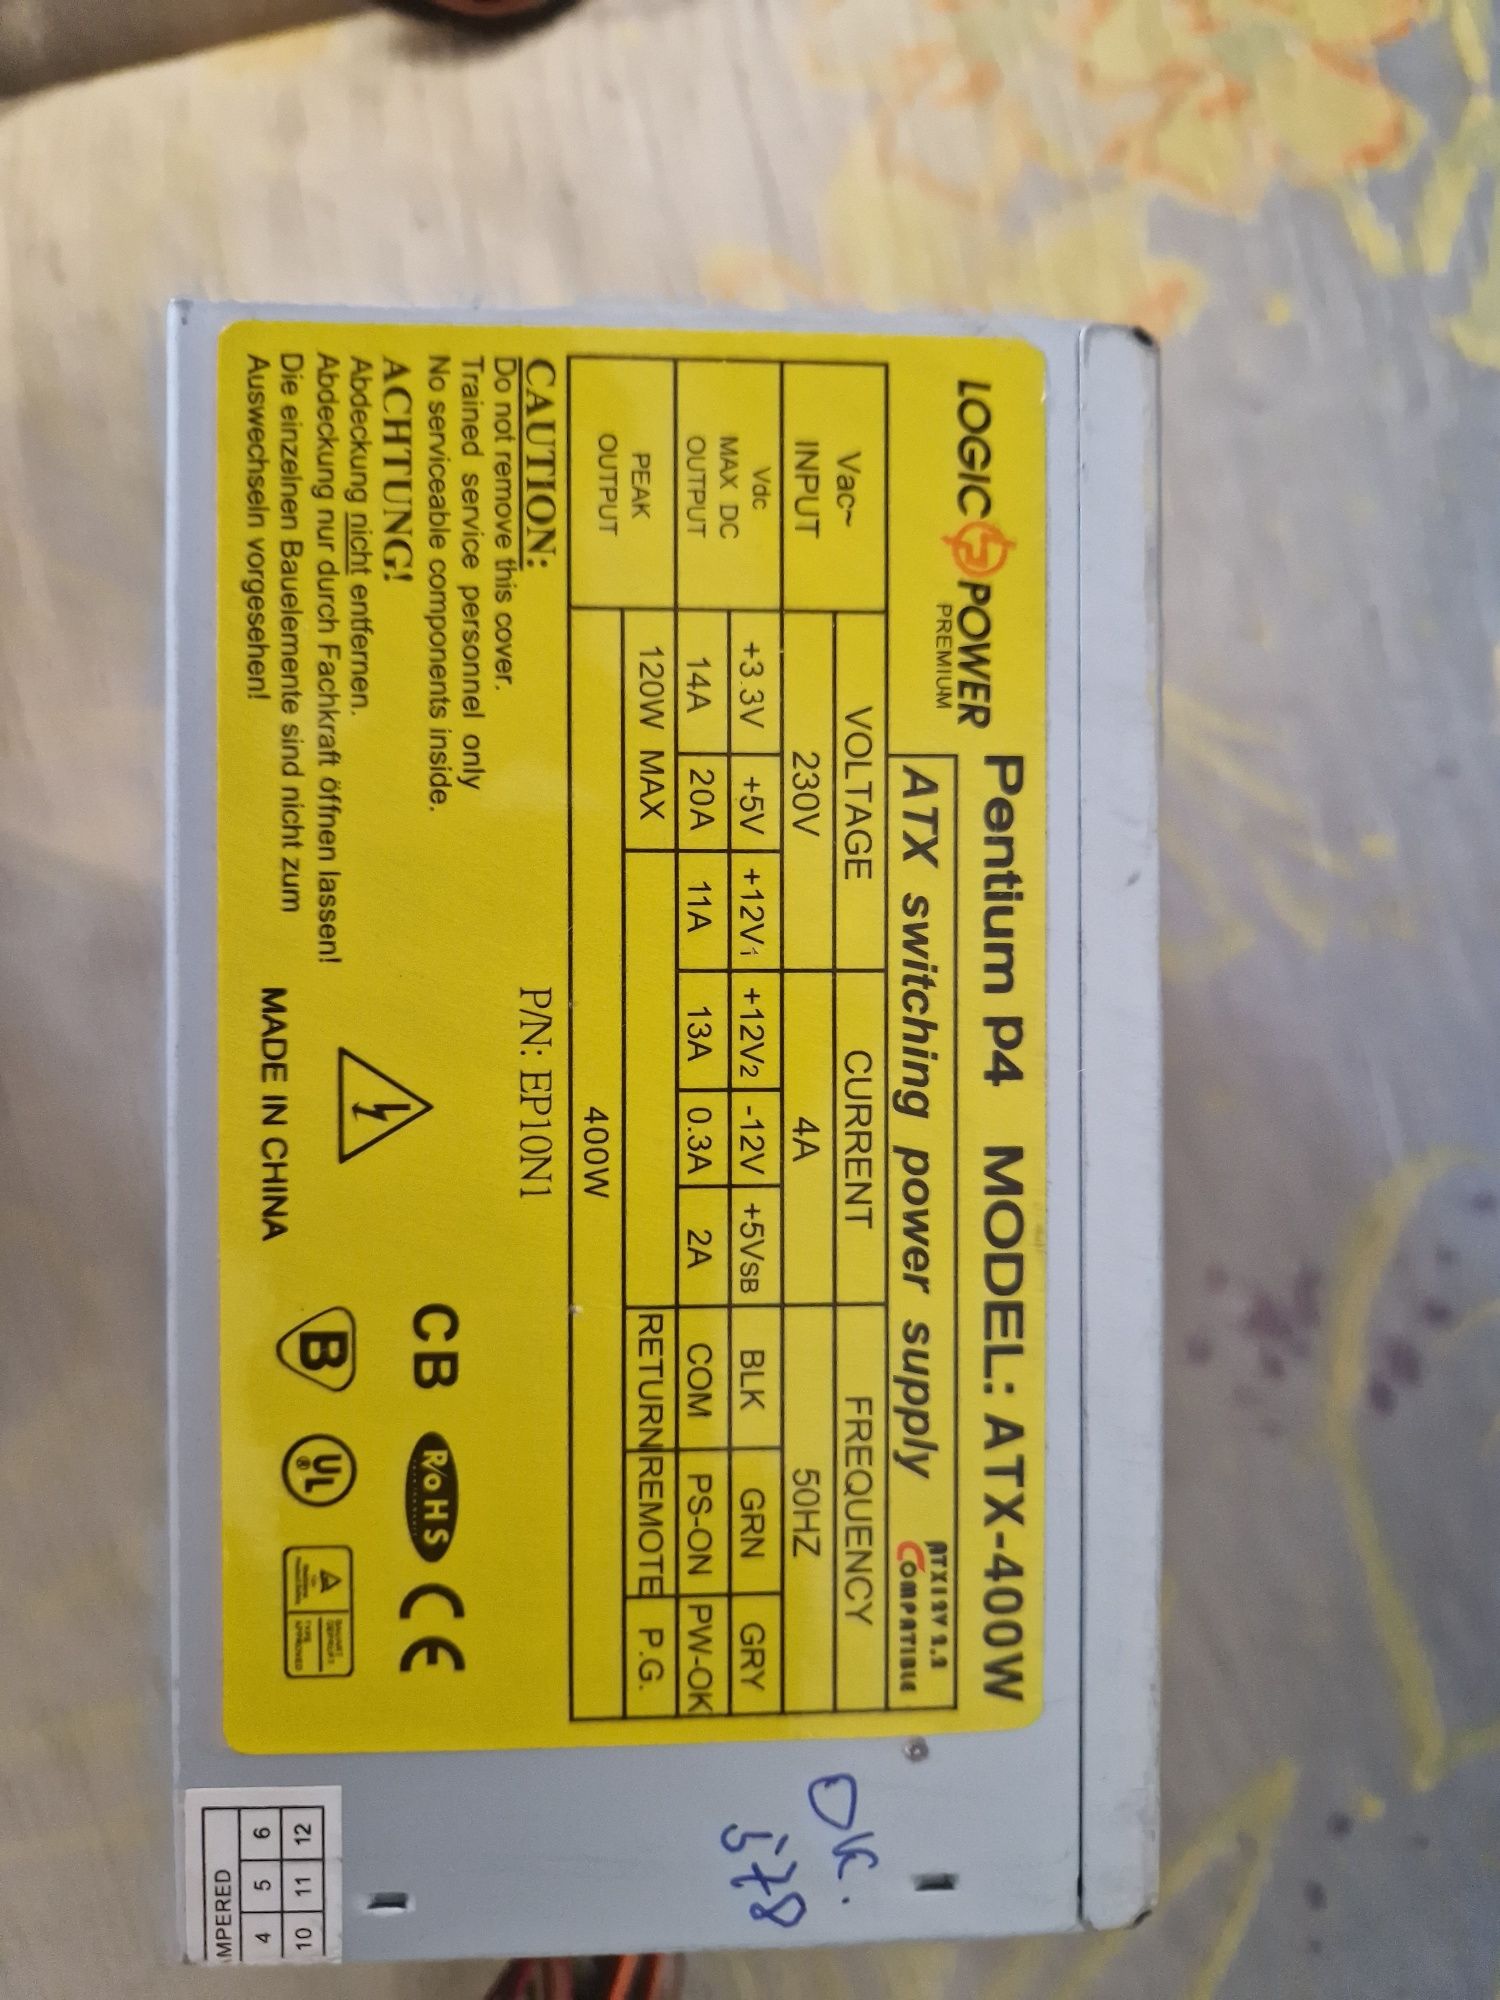 LOGIC POWER
PREMIUM
Pentium p4 MODEL: ATX-400W
ATX switching power supply
ATX12V 1.2
COMPATIBLE
Vac~ INPUT VOLTAGE CURRENT FREQUENCY
230V 4A 50HZ
Vdc MAX DC OUTPUT +3.3V +5V +12V1 +12V2 -12V +5VSB BLK GRN GRY
14A 20A 11A 13A 0.3A 2A COM PS-ON PW-OK
PEAK OUTPUT 120W MAX RETURN REMOTE P.G.
400W
CAUTION:
Do not remove this cover.
Trained service personnel only
No serviceable components inside.
P/N: EP10N1
ACHTUNG!
Abdeckung nicht entfernen.
Abdeckung nur durch Fachkraft öffnen lassen!
Die einzelnen Bauelemente sind nicht zum
Auswechseln vorgesehen!
MADE IN CHINA
CB RoHS CE
B UL
OK.
578
12 11 10
6 5 4
MPERED